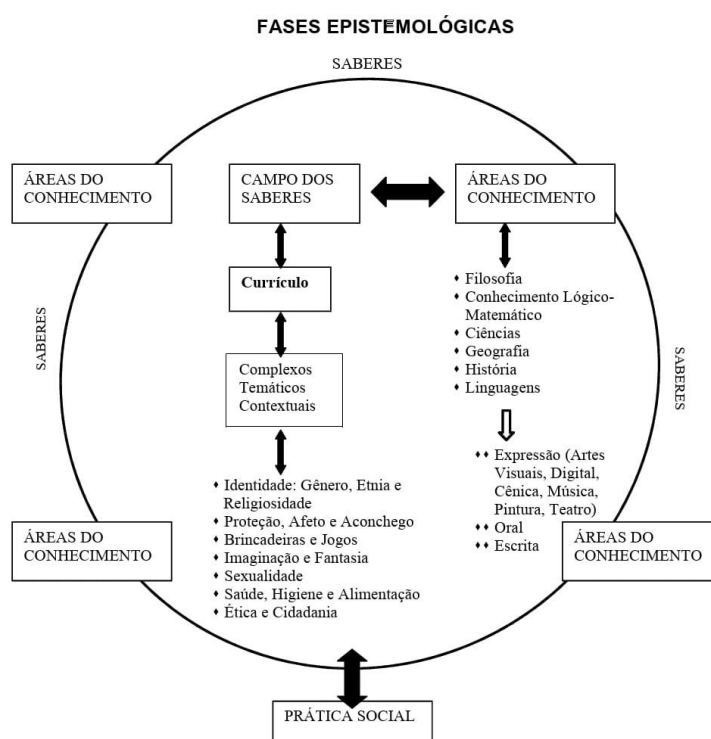 FASES EPISTEMOLÓGICAS
SABERES
ÁREAS DO
CONHECIMENTO
CAMPO DOS
SABERES
ÁREAS DO
CONHECIMENTO
Currículo
Complexos
Temáticos
Contextuais
♦ Filosofia
♦ Conhecimento Lógico-
Matemático
♦ Ciências
♦ Geografia
♦ História
♦ Linguagens
SABERES
SABERES
♦♦ Expressão (Artes
Visuais, Digital,
Cênica, Música,
Pintura, Teatro)
♦♦ Oral
♦♦ Escrita
♦ Identidade: Gênero, Etnia e
Religiosidade
♦ Proteção, Afeto e Aconchego
♦ Brincadeiras e Jogos
♦ Imaginação e Fantasia
♦ Sexualidade
♦ Saúde, Higiene e Alimentação
♦ Ética e Cidadania
ÁREAS DO
CONHECIMENTO
ÁREAS DO
CONHECIMENTO
PRÁTICA SOCIAL